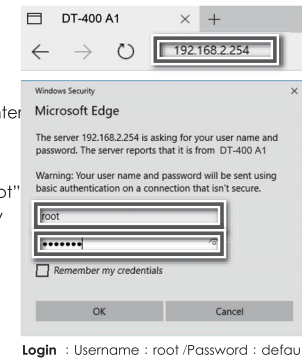 DT-400 A1
192.168.2.254
Windows Security
Microsoft Edge
The server 192.168.2.254 is asking for your user name and
password. The server reports that it is from DT-400 A1
Warning: Your user name and password will be sent using
basic authentication on a connection that isn't secure.
root
•••••••
Remember my credentials
OK Cancel
Login : Username : root /Password : defau